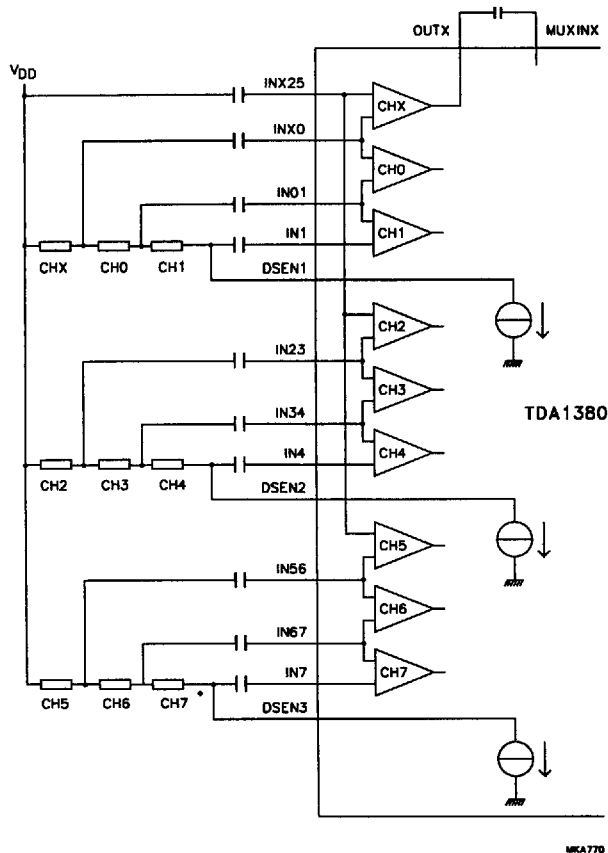 OUTX MUXINX
VDD
INX25
CHX
INX0
CH0
IN01
CH1
IN1
CHX CH0 CH1
DSEN1
CH2
IN23
CH3
TDA1380
IN34
CH4
IN4
CH2 CH3 CH4
DSEN2
CH5
IN56
CH6
IN67
CH7
IN7
CH5 CH6 CH7
DSEN3
MKA770